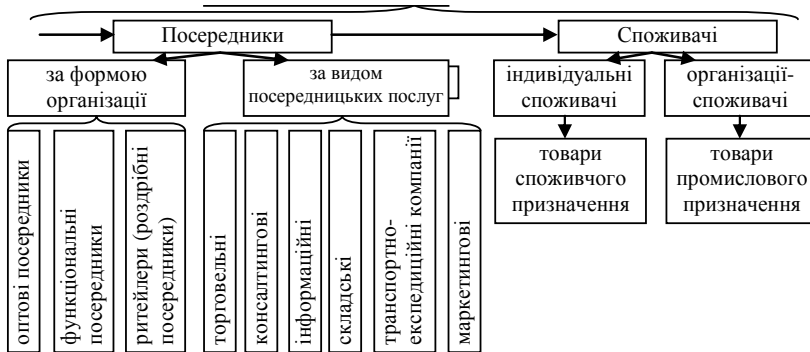 Посередники
Споживачі
за формою
організації
за видом
посередницьких послуг
індивідуальні
споживачі
організації-
споживачі
товари
споживчого
призначення
товари
промислового
призначення
оптові посередники
функціональні
посередники
ритейлери (роздрібні
посередники)
торговельні
консалтингові
інформаційні
складські
транспортно-
експедиційні компанії
маркетингові